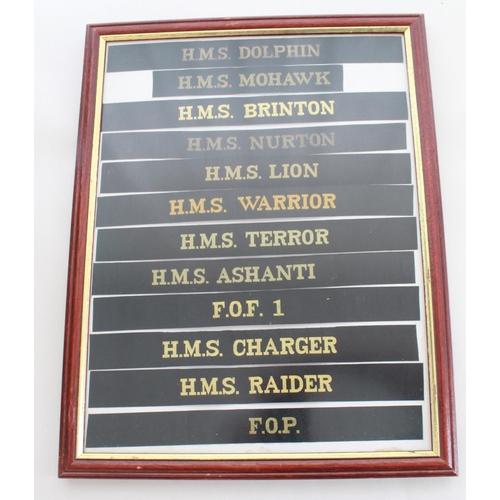 H.M.S. DOLPHIN
H.M.S. MOHAWK
H.M.S. BRINTON
H.M.S. NURTON
H.M.S. LION
H.M.S. WARRIOR
H.M.S. TERROR
H.M.S. ASHANTI
F.O.F. 1
H.M.S. CHARGER
H.M.S. RAIDER
F.O.P.